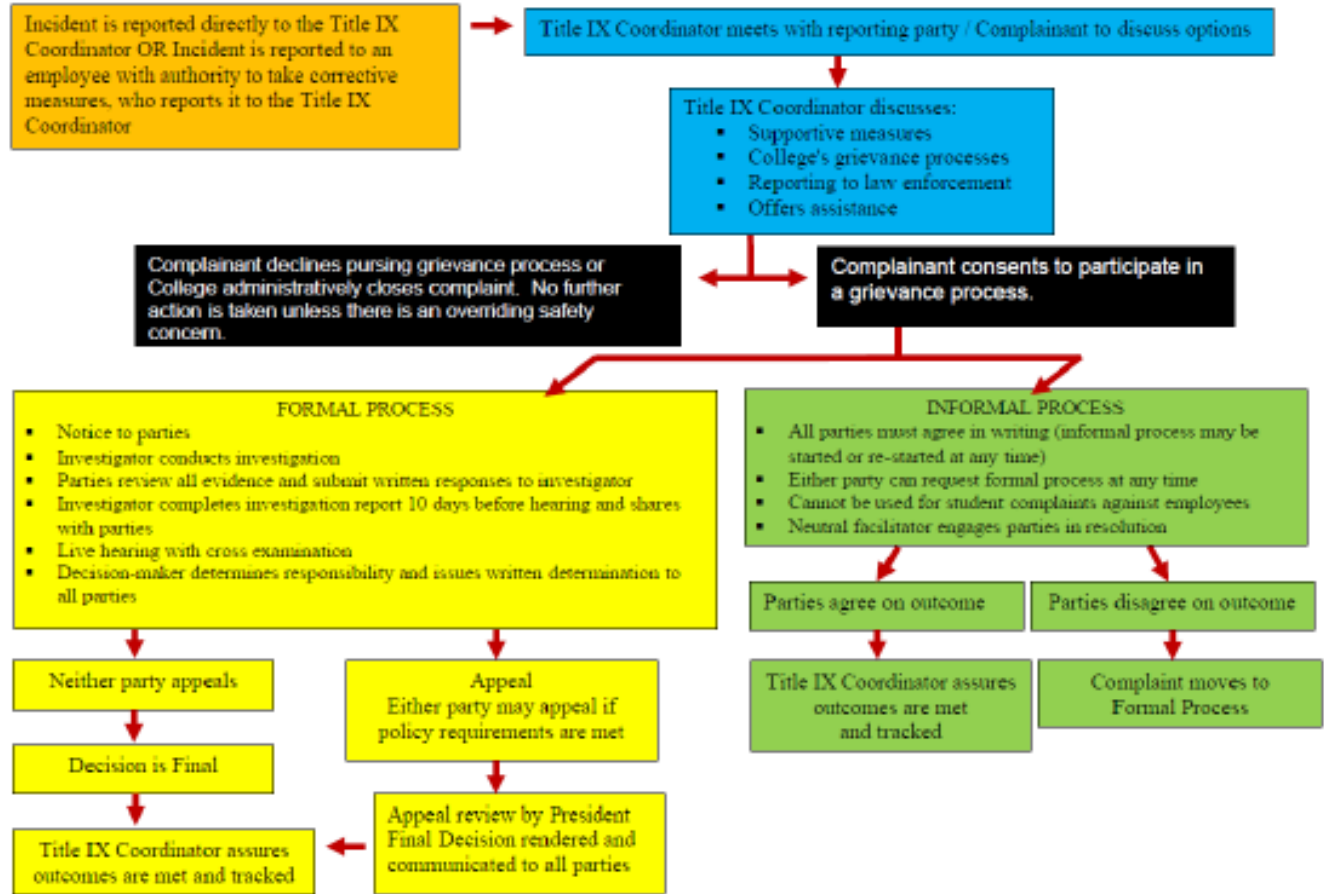 Incident is reported directly to the Title IX
Coordinator OR Incident is reported to an
employee with authority to take corrective
measures, who reports it to the Title IX
Coordinator
Title IX Coordinator meets with reporting party / Complainant to discuss options
Title IX Coordinator discusses:
▪ Supportive measures
▪ College's grievance processes
▪ Reporting to law enforcement
▪ Offers assistance
Complainant declines pursing grievance process or
College administratively closes complaint. No further
action is taken unless there is an overriding safety
concern.
Complainant consents to participate in
a grievance process.
FORMAL PROCESS
▪ Notice to parties
▪ Investigator conducts investigation
▪ Parties review all evidence and submit written responses to investigator
▪ Investigator completes investigation report 10 days before hearing and shares
with parties
▪ Live hearing with cross examination
▪ Decision-maker determines responsibility and issues written determination to
all parties
INFORMAL PROCESS
▪ All parties must agree in writing (informal process may be
started or re-started at any time)
▪ Either party can request formal process at any time
▪ Cannot be used for student complaints against employees
▪ Neutral facilitator engages parties in resolution
Parties agree on outcome
Parties disagree on outcome
Title IX Coordinator assures
outcomes are met
and tracked
Complaint moves to
Formal Process
Neither party appeals
Appeal
Either party may appeal if
policy requirements are met
Decision is Final
Appeal review by President
Final Decision rendered and
communicated to all parties
Title IX Coordinator assures
outcomes are met and tracked